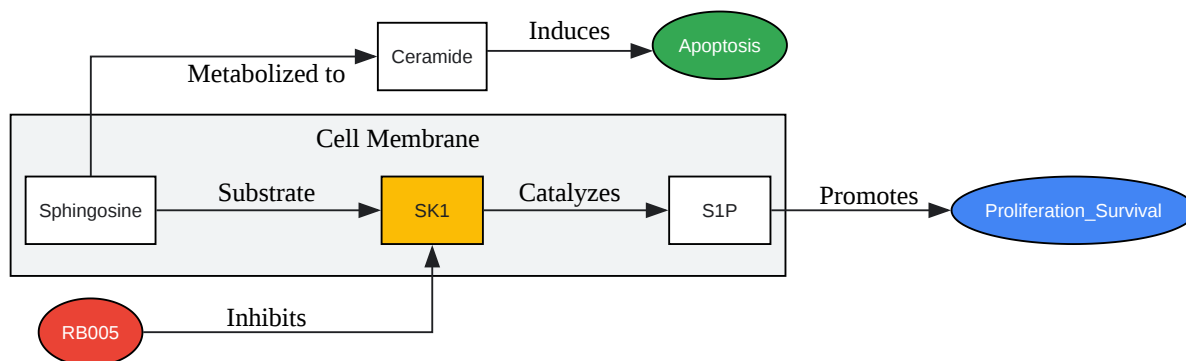 Induces
Ceramide
Apoptosis
Metabolized to
Cell Membrane
Sphingosine
Substrate
SK1
Catalyzes
S1P
Promotes
Proliferation_Survival
RB005
Inhibits